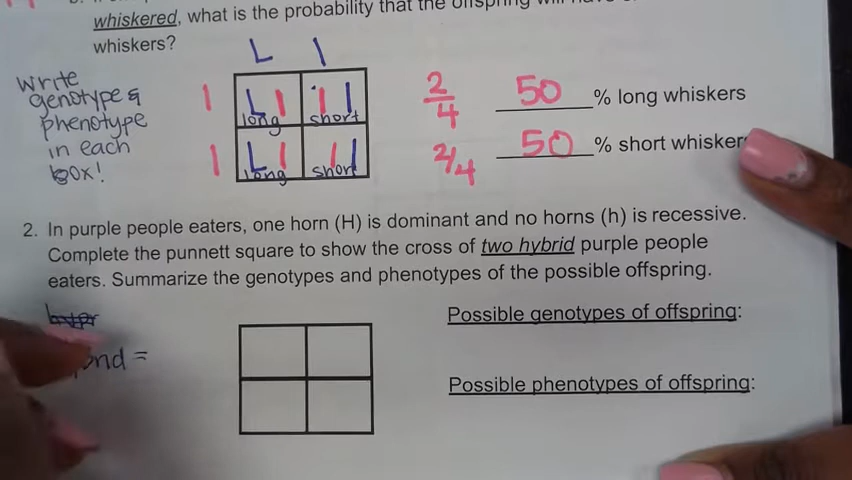 whiskered, what is the probability that the offspring will have
whiskers?
L l
Write
genotype &
phenotype
in each
box!
l L l l l
long short
l L l l l
long short
2/4 50 % long whiskers
2/4 50 % short whisker
2. In purple people eaters, one horn (H) is dominant and no horns (h) is recessive.
Complete the punnett square to show the cross of two hybrid purple people
eaters. Summarize the genotypes and phenotypes of the possible offspring.
Possible genotypes of offspring:
=
Possible phenotypes of offspring: